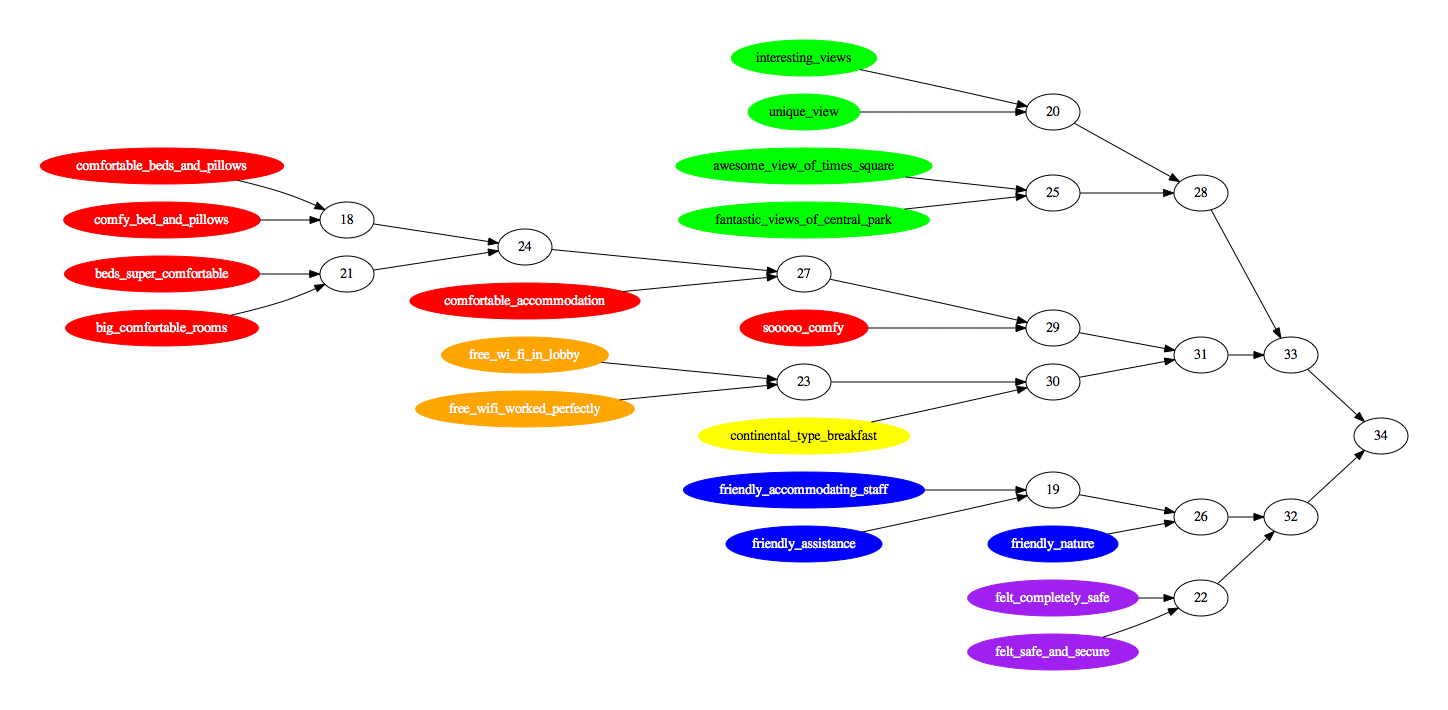 interesting_views
unique_view
20
comfortable_beds_and_pillows
awesome_view_of_times_square
25
28
comfy_bed_and_pillows
18
fantastic_views_of_central_park
24
beds_super_comfortable
21
27
comfortable_accommodation
big_comfortable_rooms
sooooo_comfy
29
free_wi_fi_in_lobby
31
33
23
30
free_wifi_worked_perfectly
continental_type_breakfast
34
friendly_accommodating_staff
19
26
32
friendly_assistance
friendly_nature
felt_completely_safe
22
felt_safe_and_secure